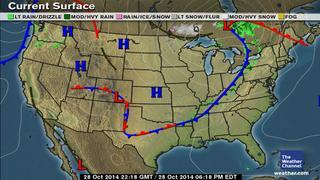 Current Surface
LT RAIN/DRIZZLE MOD/HVY RAIN RAIN/ICE/SNOW LT SNOW/FLUR MOD/HVY SNOW FOG
H
H
H
H
L
L
L
The Weather Channel
weather.com
28 Oct 2014 22:18 GMT / 28 Oct 2014 06:18 PM EDT